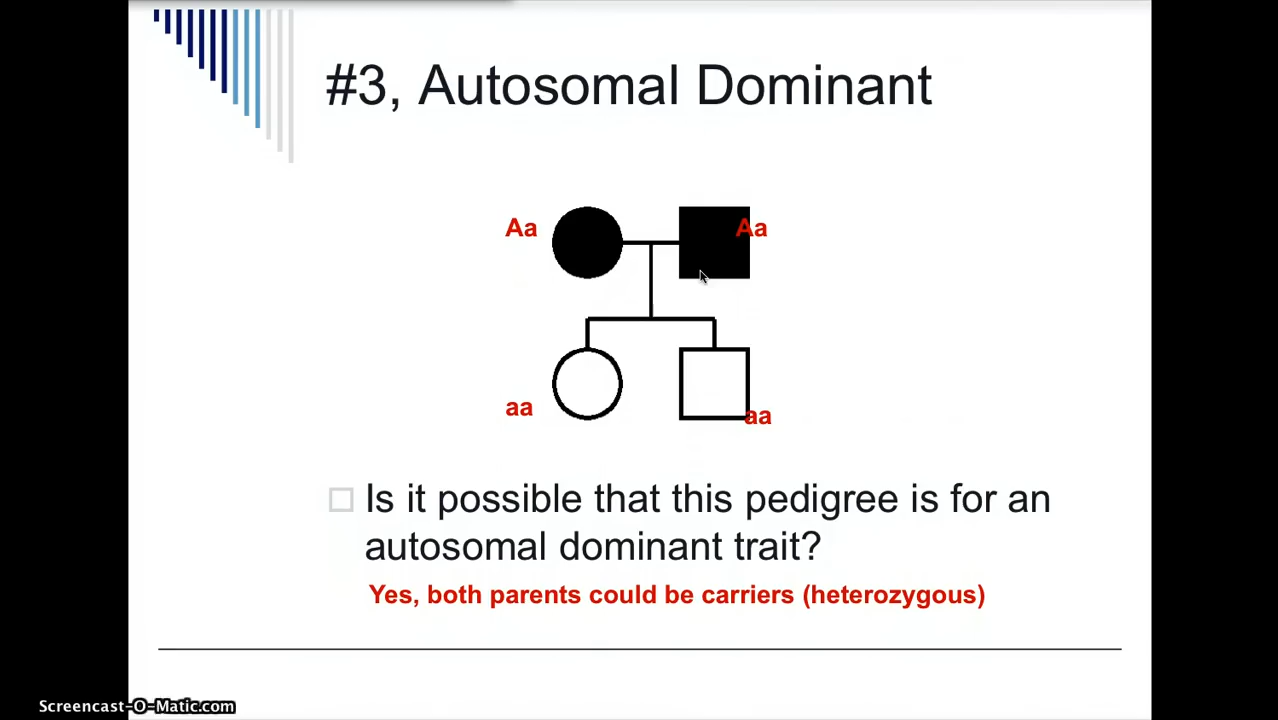 #3, Autosomal Dominant
Aa
Aa
aa
aa
Is it possible that this pedigree is for an
autosomal dominant trait?
Yes, both parents could be carriers (heterozygous)
Screencast-O-Matic.com